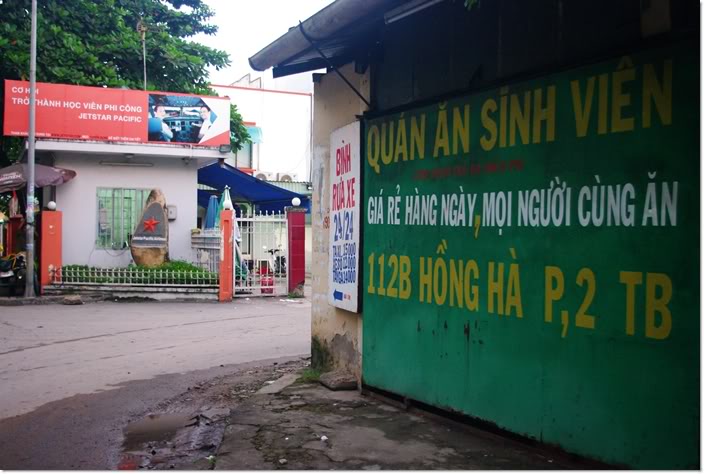 CƠ HỘI
TRỞ THÀNH HỌC VIÊN PHI CÔNG
JETSTAR PACIFIC
BÌNH
RỬA XE
24/24
QUÁN ĂN SINH VIÊN
GIÁ RẺ HÀNG NGÀY, MỌI NGƯỜI CÙNG ĂN
112B HỒNG HÀ P,2 TB